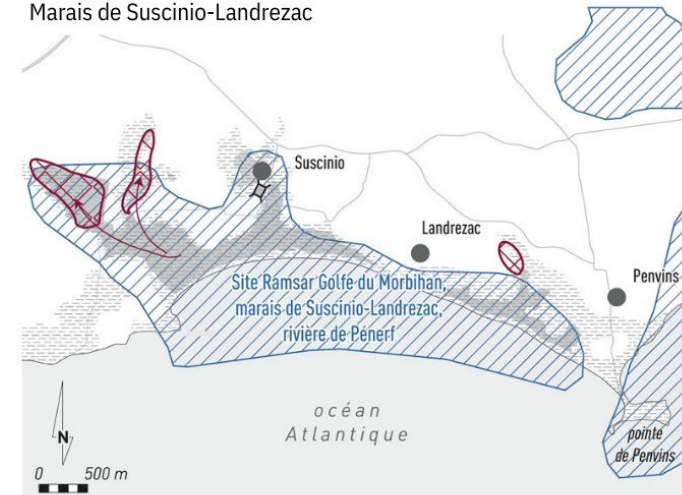 Marais de Suscinio-Landrezac
Suscinio
Landrezac
Penvins
Site Ramsar Golfe du Morbihan,
marais de Suscinio-Landrezac,
rivière de Pénerf
océan
Atlantique
pointe
de Penvins
N
0 500 m